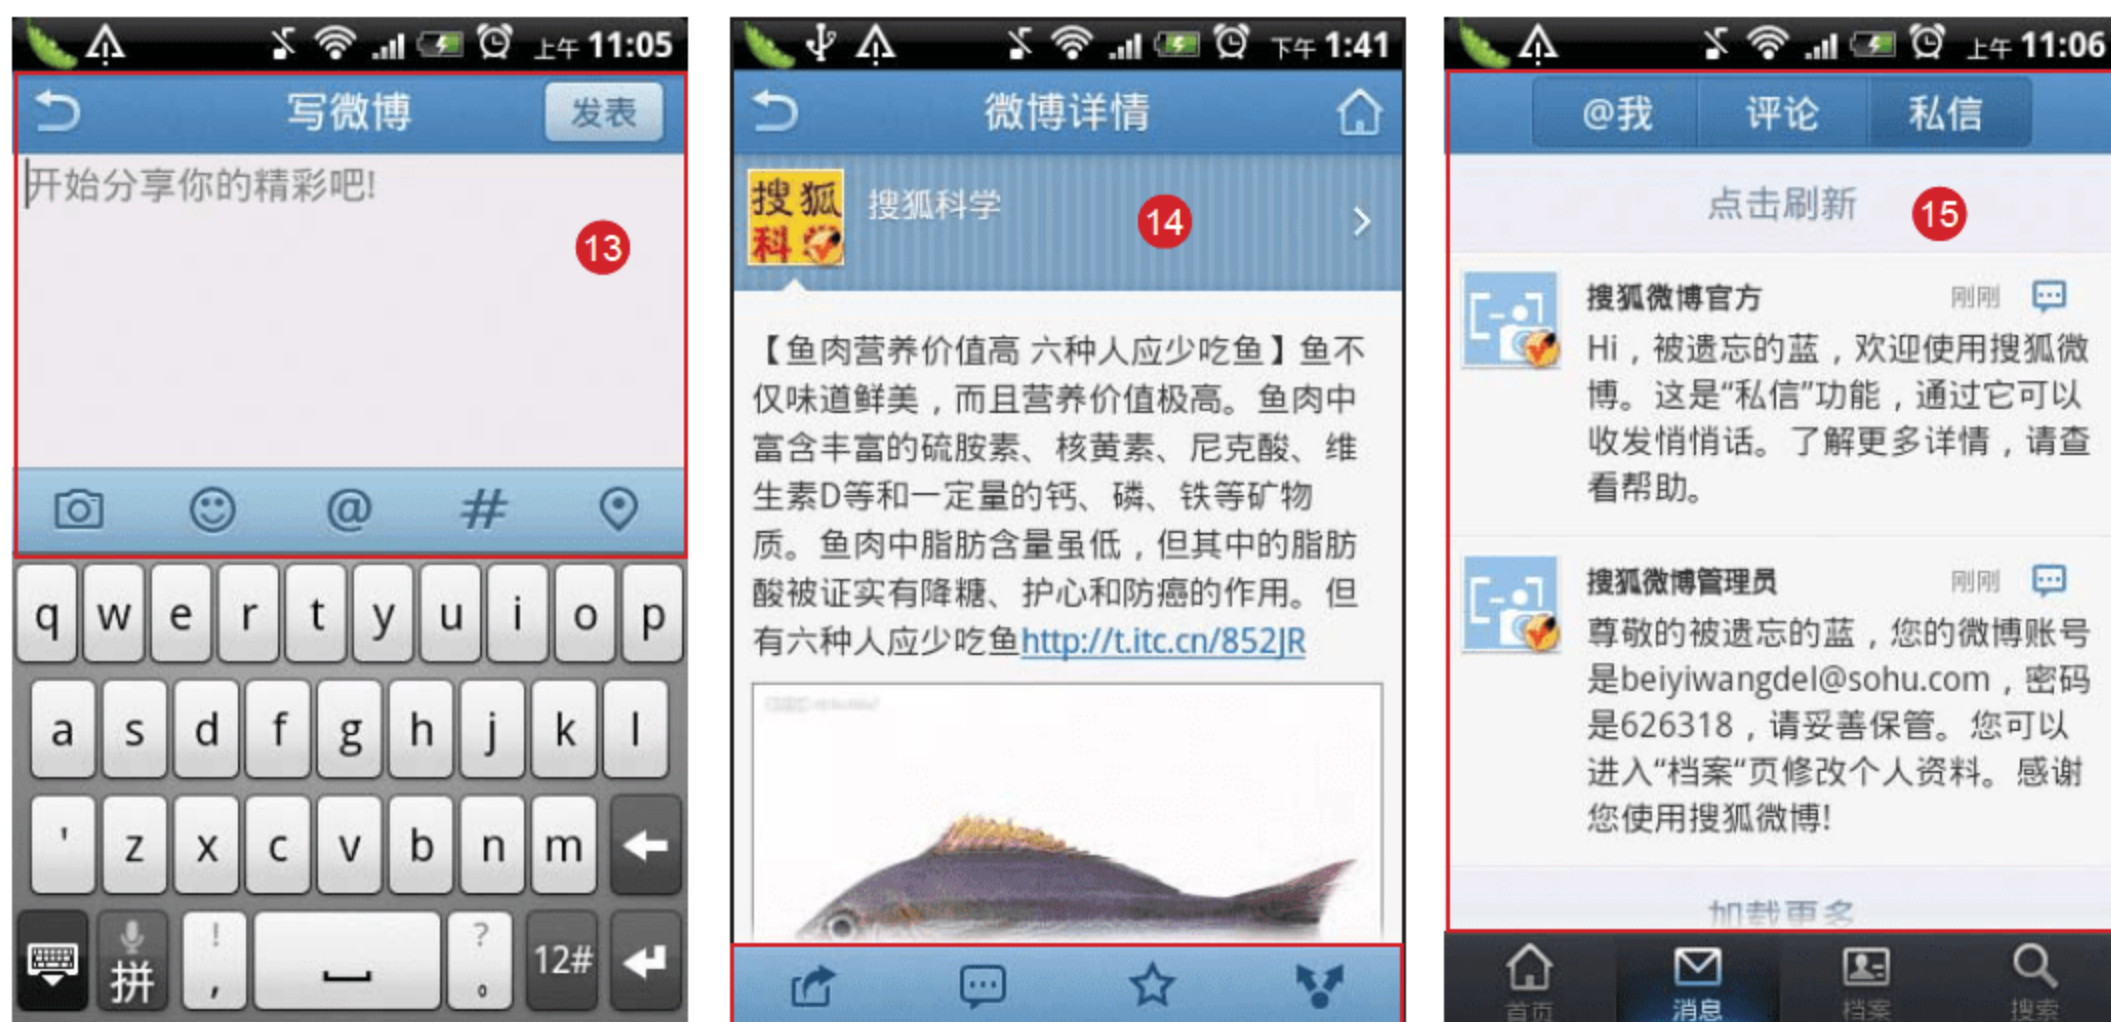 上午 11:05
写微博
发表
开始分享你的精彩吧!
13
@
#
q w e r t y u i o p
a s d f g h j k l
' z x c v b n m
拼
!
,
?
。
12#
下午 1:41
微博详情
搜狐
科
搜狐科学
14
【鱼肉营养价值高 六种人应少吃鱼】鱼不
仅味道鲜美，而且营养价值极高。鱼肉中
富含丰富的硫胺素、核黄素、尼克酸、维
生素D等和一定量的钙、磷、铁等矿物
质。鱼肉中脂肪含量虽低，但其中的脂肪
酸被证实有降糖、护心和防癌的作用。但
有六种人应少吃鱼http://t.itc.cn/852JR
上午 11:06
@我
评论
私信
点击刷新
15
搜狐微博官方
刚刚
Hi，被遗忘的蓝，欢迎使用搜狐微
博。这是“私信”功能，通过它可以
收发悄悄话。了解更多详情，请查
看帮助。
搜狐微博管理员
刚刚
尊敬的被遗忘的蓝，您的微博账号
是beiyiwangdel@sohu.com，密码
是626318，请妥善保管。您可以
进入“档案“页修改个人资料。感谢
您使用搜狐微博!
加载更多
首页
消息
档案
搜索